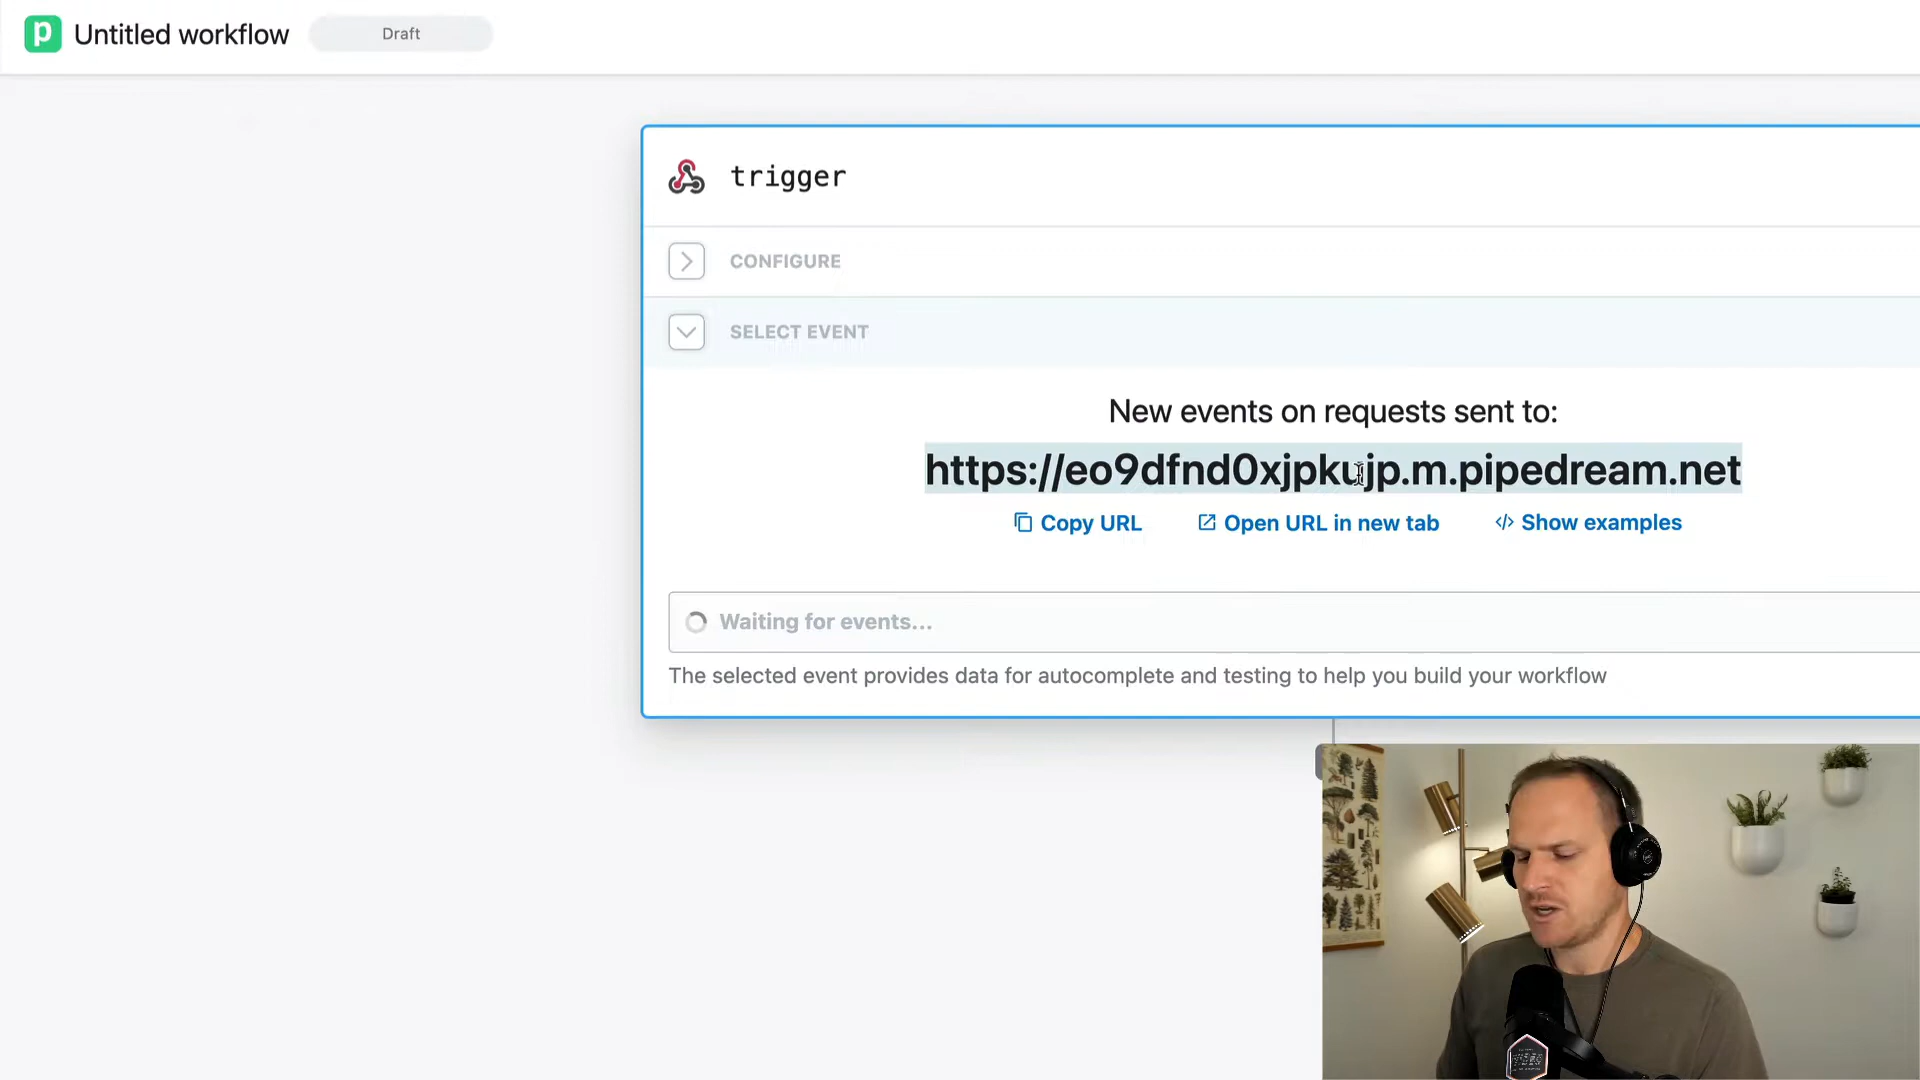 p Untitled workflow Draft
trigger
CONFIGURE
SELECT EVENT
New events on requests sent to:
https://eo9dfnd0xjpkujp.m.pipedream.net
Copy URL Open URL in new tab </> Show examples
Waiting for events...
The selected event provides data for autocomplete and testing to help you build your workflow